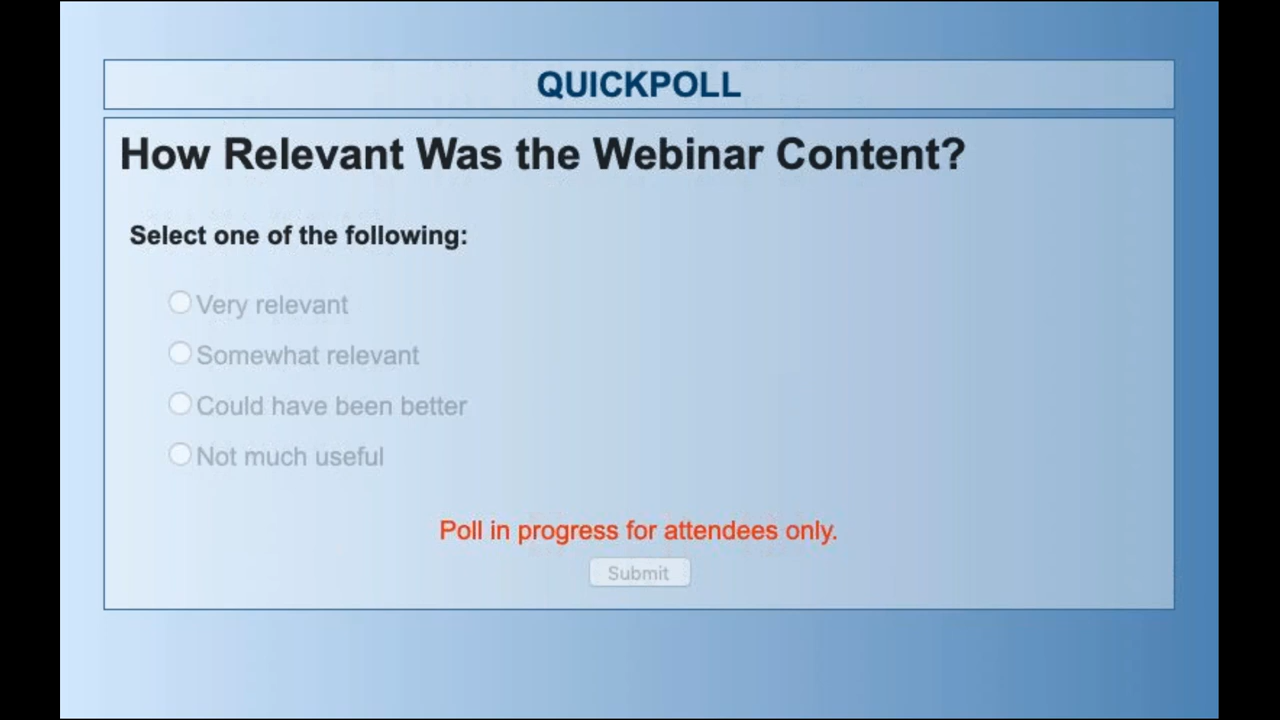 QUICKPOLL
How Relevant Was the Webinar Content?
Select one of the following:
Very relevant
Somewhat relevant
Could have been better
Not much useful
Poll in progress for attendees only.
Submit